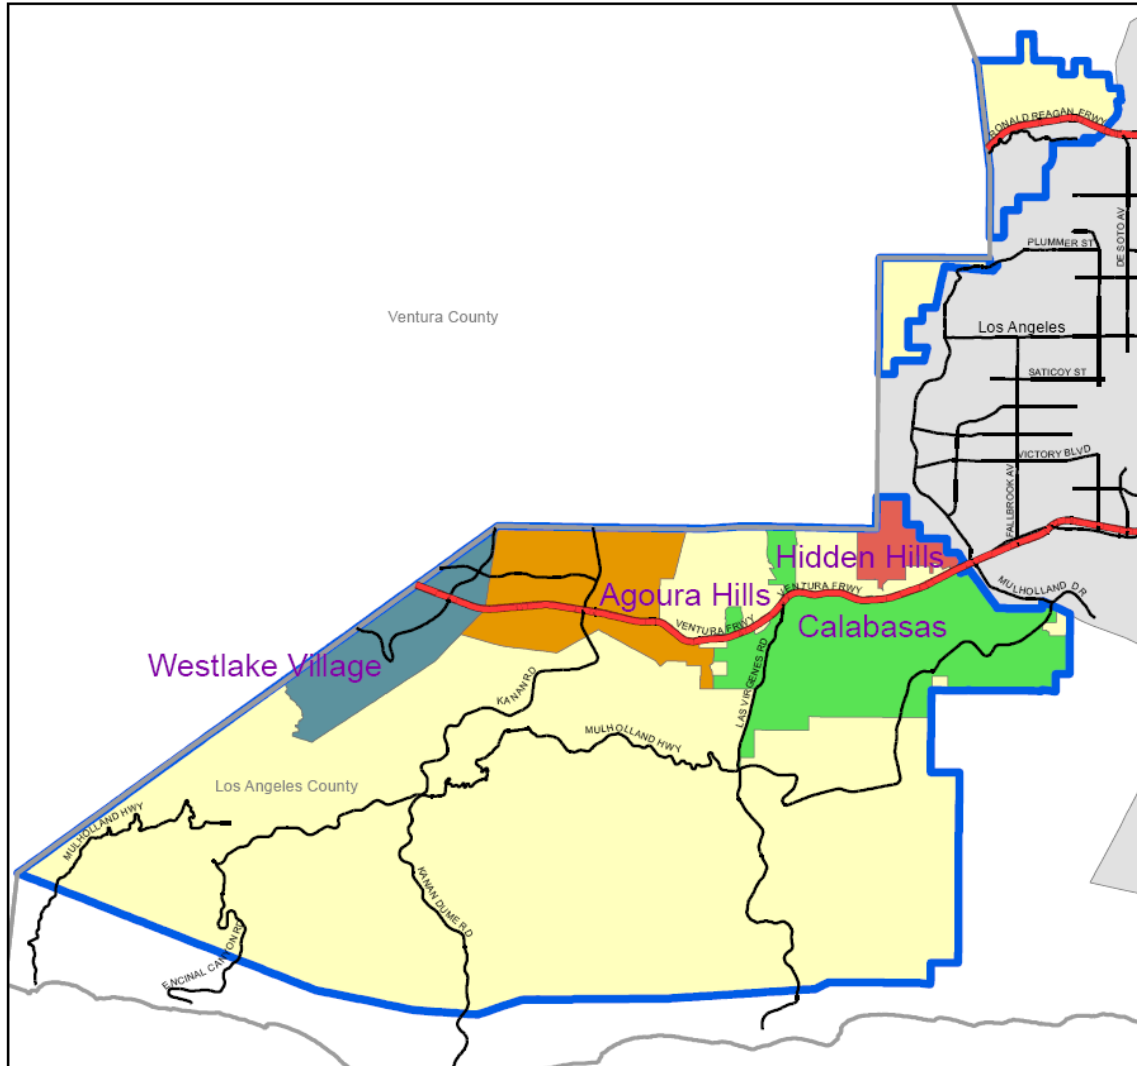 RONALD REAGAN FRWY
PLUMMER ST
DE SOTO AV
Ventura County
Los Angeles
SATICOY ST
VICTORY BLVD
FALLBROOK AV
Hidden Hills
VENTURA FRWY
MULHOLLAND DR
Agoura Hills
VENTURA FRWY
Calabasas
Westlake Village
LAS VIRGENES RD
KANAN RD
MULHOLLAND HWY
Los Angeles County
MULHOLLAND HWY
KANAN DUME RD
ENCINAL CANYON RD